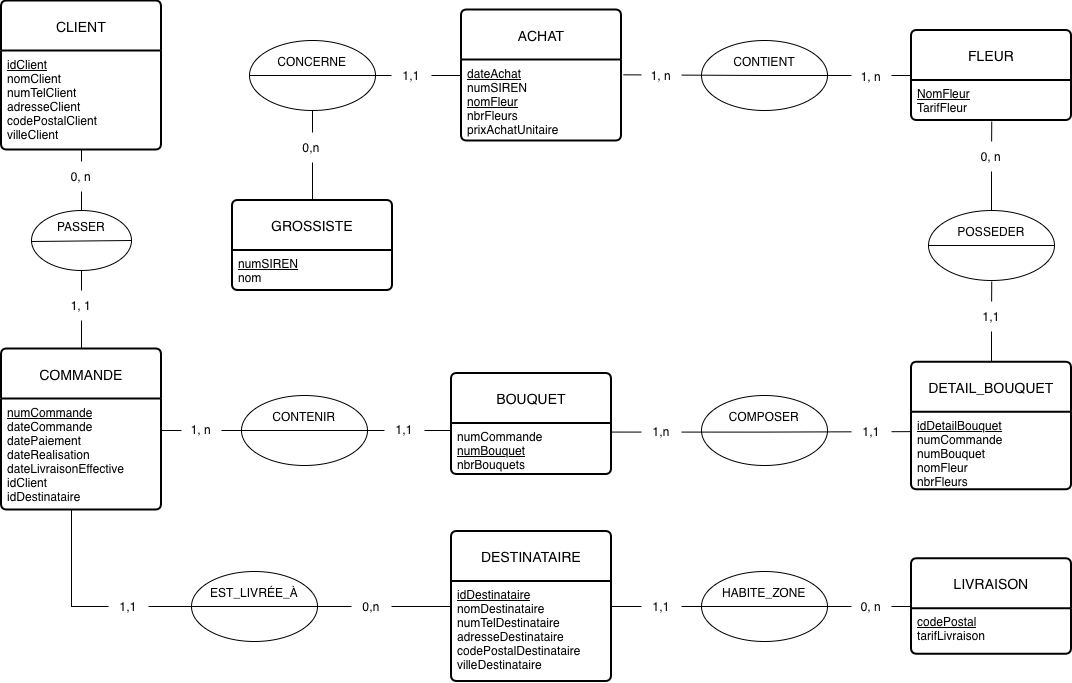 CLIENT
idClient
nomClient
numTelClient
adresseClient
codePostalClient
villeClient
CONCERNE
1,1
ACHAT
dateAchat
numSIREN
nomFleur
nbrFleurs
prixAchatUnitaire
1, n
CONTIENT
1, n
FLEUR
NomFleur
TarifFleur
0, n
PASSER
1, 1
0,n
GROSSISTE
numSIREN
nom
0, n
POSSEDER
1,1
COMMANDE
numCommande
dateCommande
datePaiement
dateRealisation
dateLivraisonEffective
idClient
idDestinataire
1, n
CONTENIR
1,1
BOUQUET
numCommande
numBouquet
nbrBouquets
1,n
COMPOSER
1,1
DETAIL_BOUQUET
idDetailBouquet
numCommande
numBouquet
nomFleur
nbrFleurs
1,1
EST_LIVRÉE_À
0,n
DESTINATAIRE
idDestinataire
nomDestinataire
numTelDestinataire
adresseDestinataire
codePostalDestinataire
villeDestinataire
1,1
HABITE_ZONE
0, n
LIVRAISON
codePostal
tarifLivraison